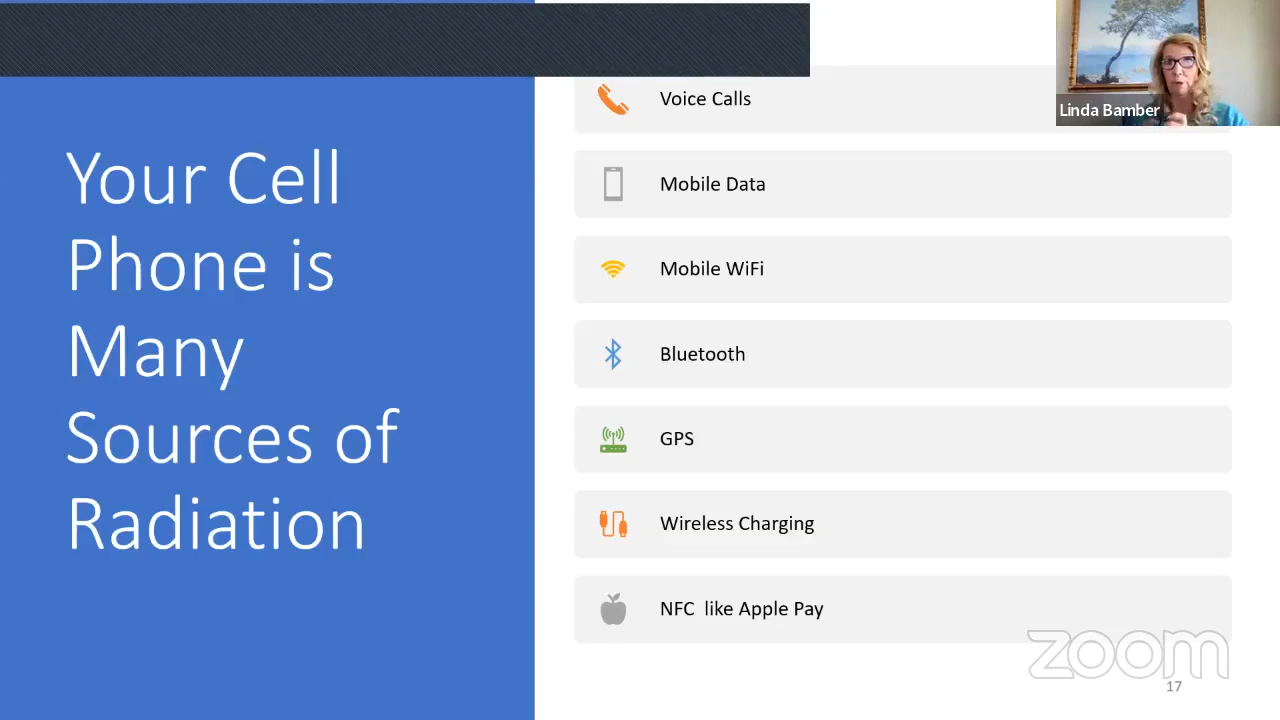 Your Cell
Phone is
Many
Sources of
Radiation
Voice Calls
Mobile Data
Mobile WiFi
Bluetooth
GPS
Wireless Charging
NFC like Apple Pay
Linda Bamber
zoom
17